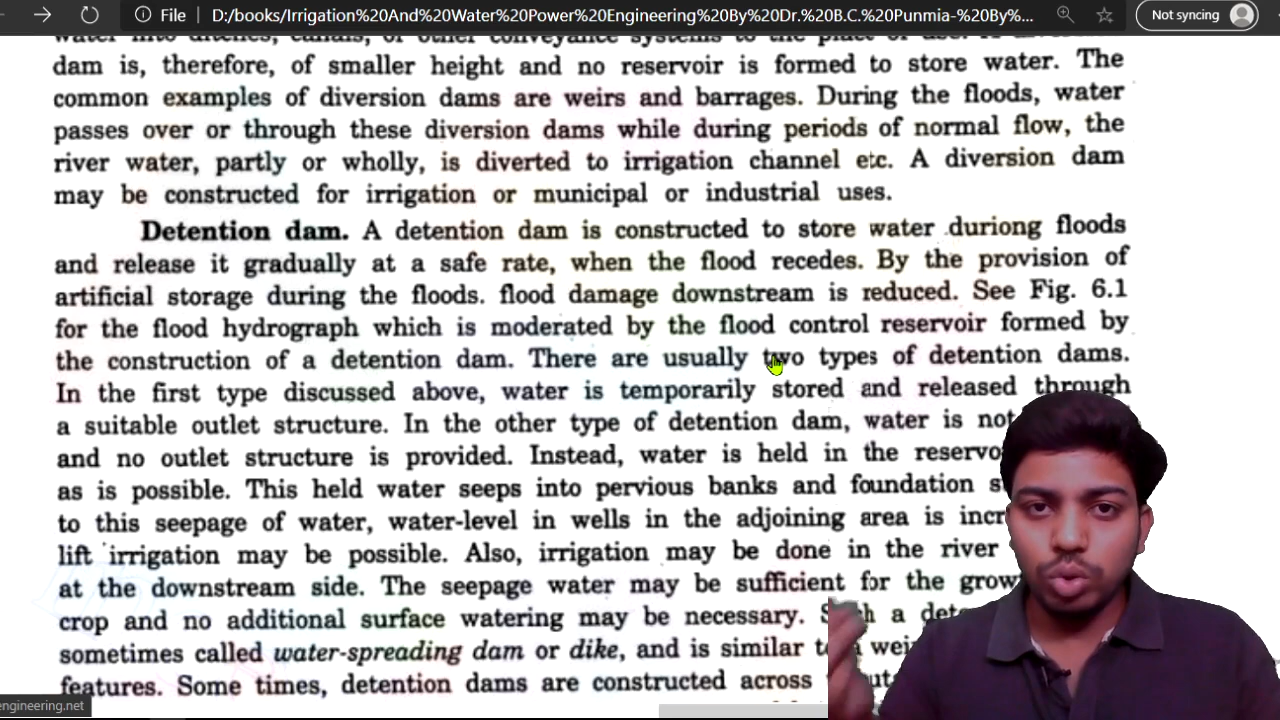 File D:/books/Irrigation%20And%20Water%20Power%20Engineering%20By%20Dr.%20B.C.%20Punmia-%20By%... Not syncing
water into ditches, canals, or other conveyance systems to the place of use. A
dam is, therefore, of smaller height and no reservoir is formed to store water. The
common examples of diversion dams are weirs and barrages. During the floods, water
passes over or through these diversion dams while during periods of normal flow, the
river water, partly or wholly, is diverted to irrigation channel etc. A diversion dam
may be constructed for irrigation or municipal or industrial uses.
Detention dam. A detention dam is constructed to store water duriong floods
and release it gradually at a safe rate, when the flood recedes. By the provision of
artificial storage during the floods. flood damage downstream is reduced. See Fig. 6.1
for the flood hydrograph which is moderated by the flood control reservoir formed by
the construction of a detention dam. There are usually two types of detention dams.
In the first type discussed above, water is temporarily stored and released through
a suitable outlet structure. In the other type of detention dam, water is not
and no outlet structure is provided. Instead, water is held in the
as is possible. This held water seeps into pervious banks and foundation
to this seepage of water, water-level in wells in the adjoining area is
lift irrigation may be possible. Also, irrigation may be done in the river
at the downstream side. The seepage water may be sufficient for the
crop and no additional surface watering may be necessary. a
sometimes called water-spreading dam or dike, and is similar
features. Some times, detention dams are constructed across
engineering.net